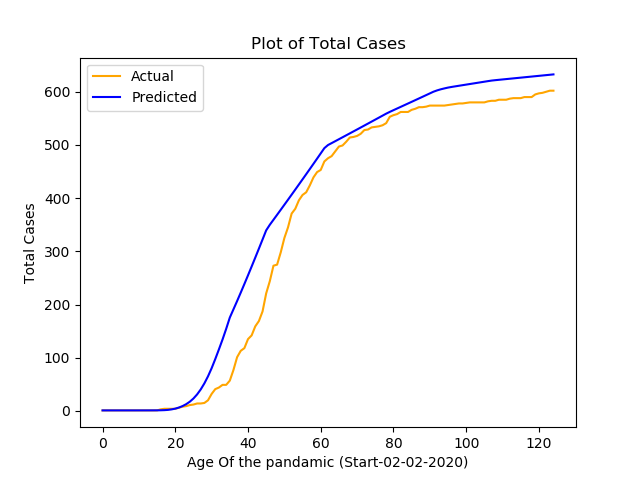 Plot of Total Cases
Actual
Predicted
600
500
400
300
200
100
0
Total Cases
0 20 40 60 80 100 120
Age Of the pandamic (Start-02-02-2020)